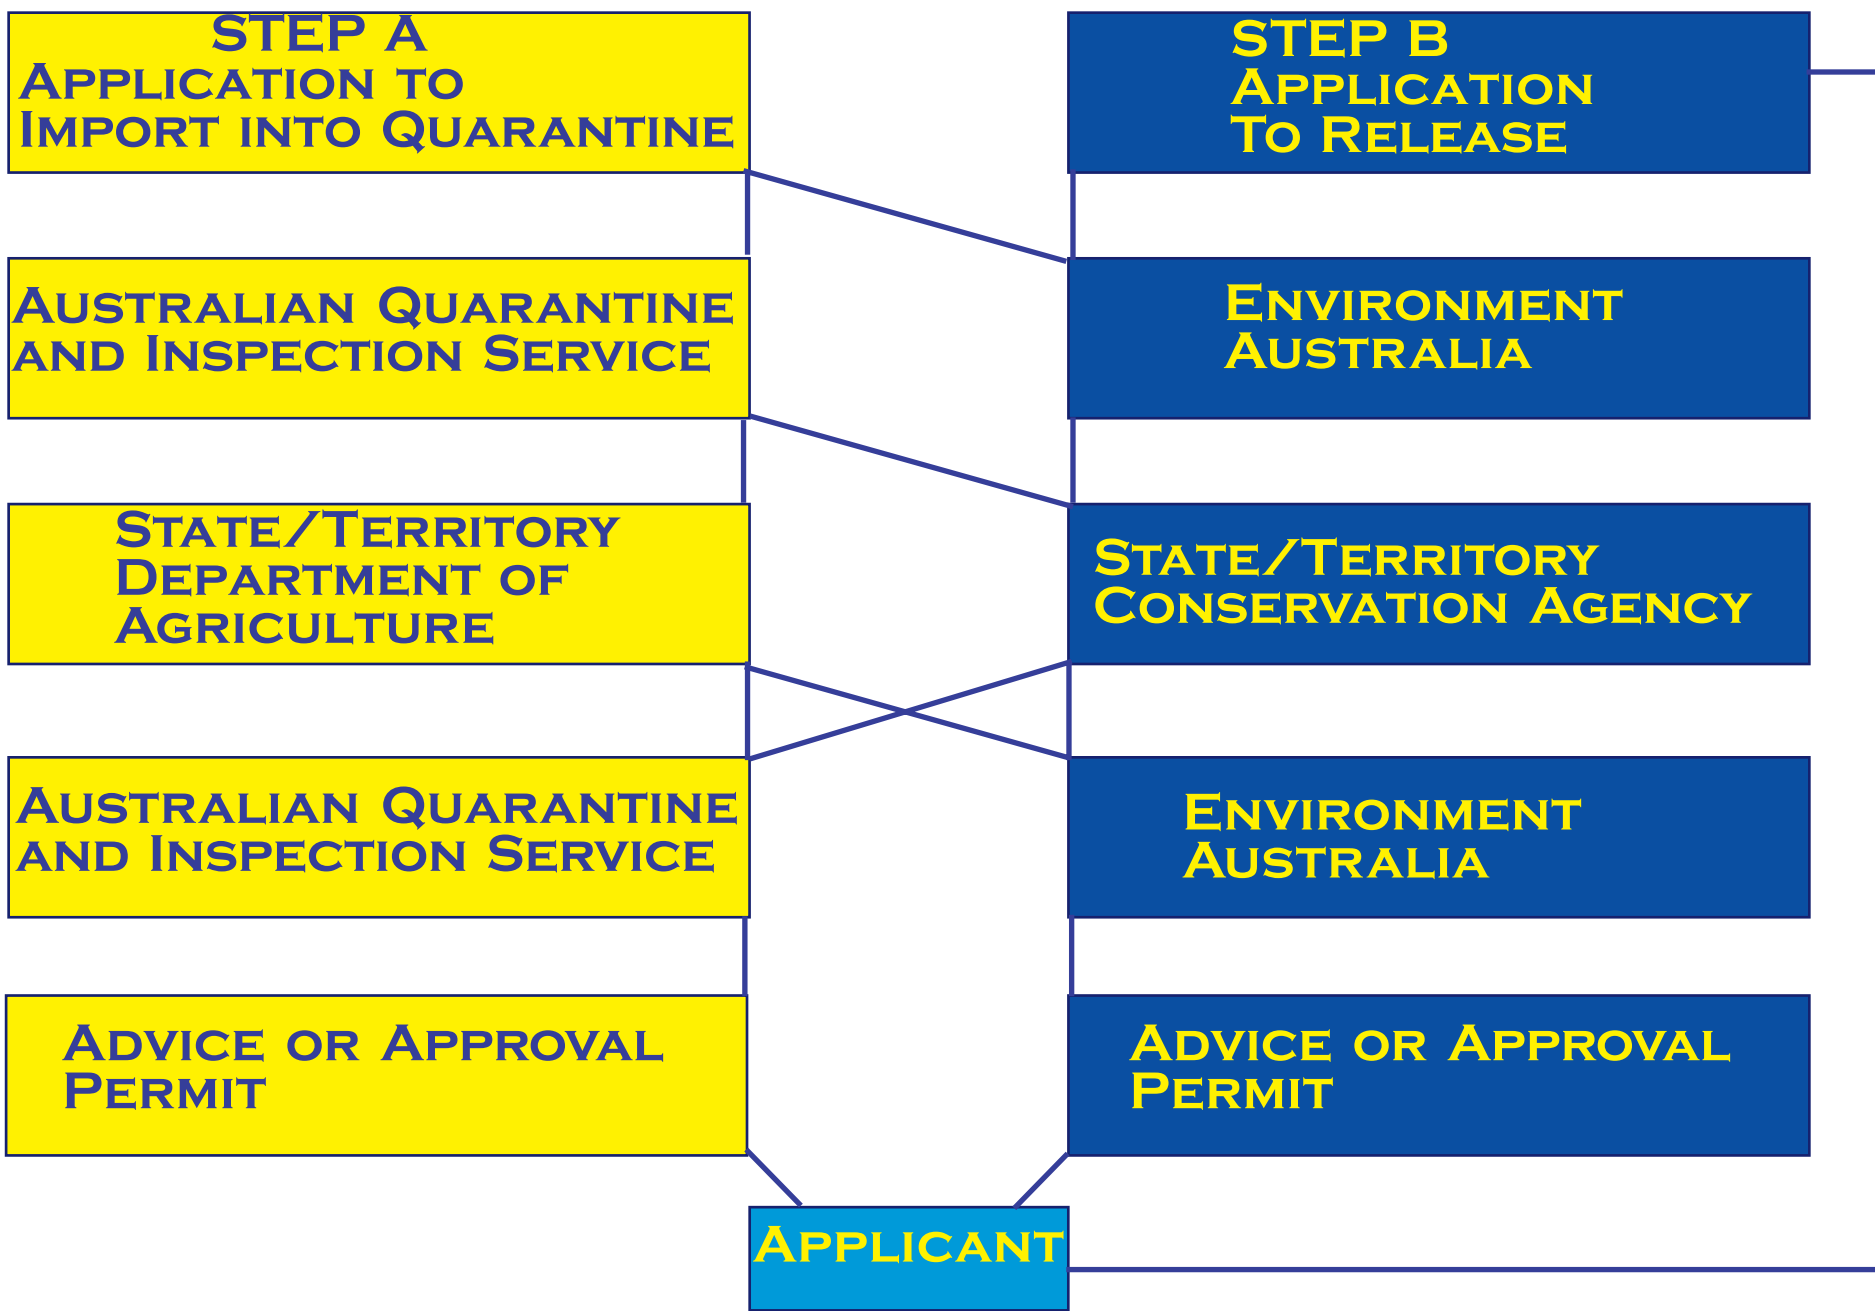 STEP A
Application to
Import into Quarantine
Australian Quarantine
and Inspection Service
State/Territory
Department of
Agriculture
Australian Quarantine
and Inspection Service
Advice or Approval
Permit
STEP B
Application
To Release
Environment
Australia
State/Territory
Conservation Agency
Environment
Australia
Advice or Approval
Permit
Applicant